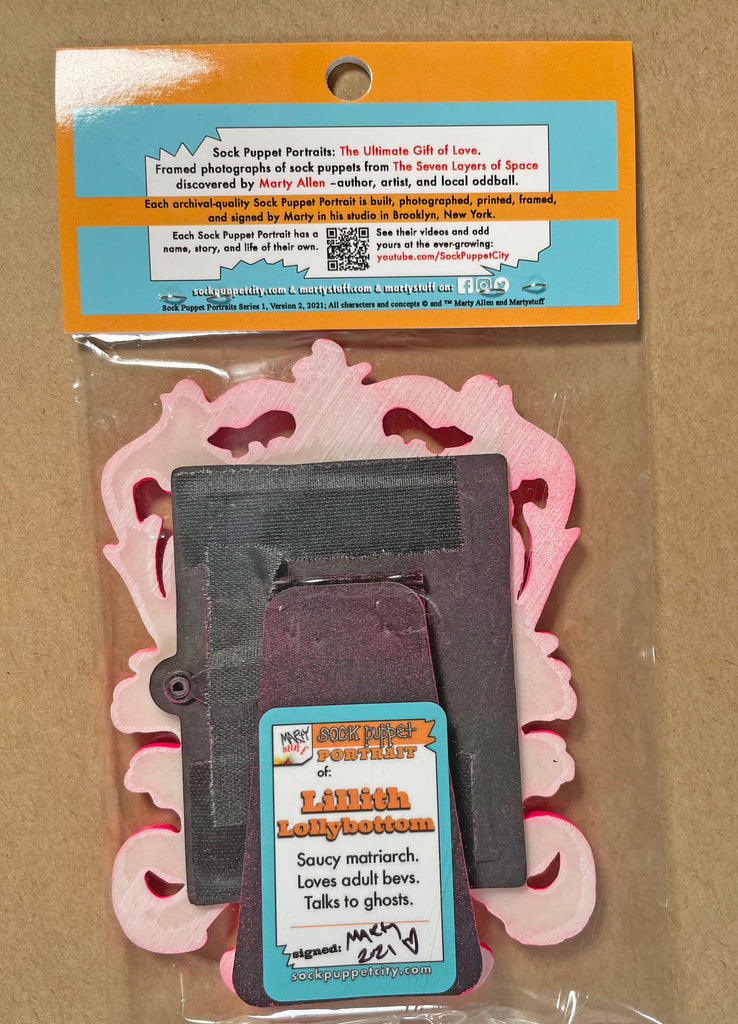 Sock Puppet Portraits: The Ultimate Gift of Love.
Framed photographs of sock puppets from The Seven Layers of Space
discovered by Marty Allen –author, artist, and local oddball.
Each archival-quality Sock Puppet Portrait is built, photographed, printed, framed,
and signed by Marty in his studio in Brooklyn, New York.
Each Sock Puppet Portrait has a
name, story, and life of their own.
See their videos and add
yours at the ever-growing:
youtube.com/SockPuppetCity
sockpuppetcity.com & martystuff.com & martystuff on:
Sock Puppet Portraits Series 1, Version 2, 2021; All characters and concepts © and ™ Marty Allen and Martystuff
MARTY
stuff
sock puppet
PORTRAIT
of:
Lillith
Lollybottom
Saucy matriarch.
Loves adult bevs.
Talks to ghosts.
signed: MARTY
2021
sockpuppetcity.com